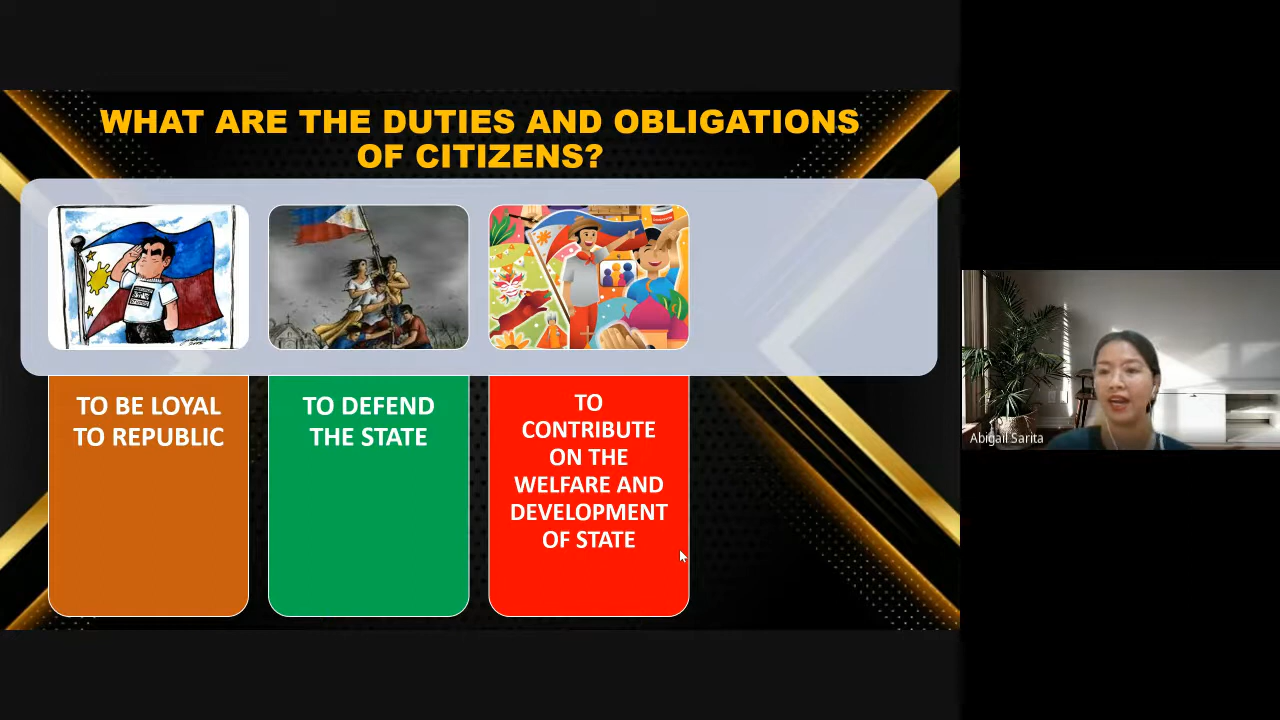 WHAT ARE THE DUTIES AND OBLIGATIONS
OF CITIZENS?
TO BE LOYAL
TO REPUBLIC
TO DEFEND
THE STATE
TO
CONTRIBUTE
ON THE
WELFARE AND
DEVELOPMENT
OF STATE
Abigail Sarita